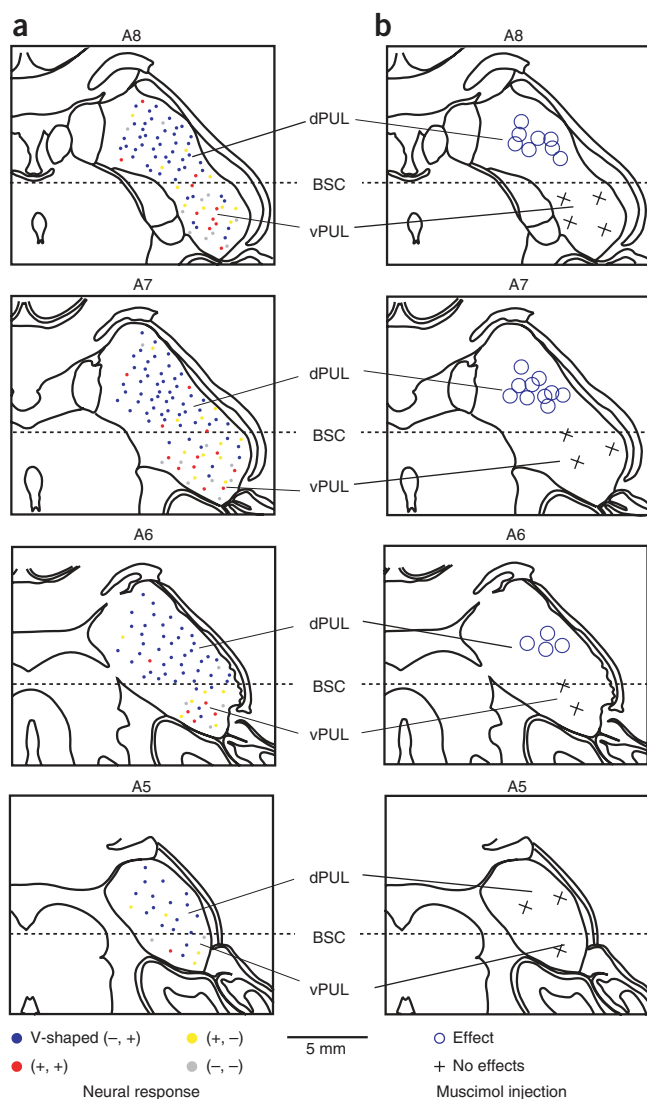 a
b
A8
A8
dPUL
BSC
vPUL
A7
A7
dPUL
BSC
vPUL
A6
A6
dPUL
BSC
vPUL
A5
A5
dPUL
BSC
vPUL
V-shaped (–, +)
(+, –)
(+, +)
(–, –)
Neural response
5 mm
Effect
No effects
Muscimol injection